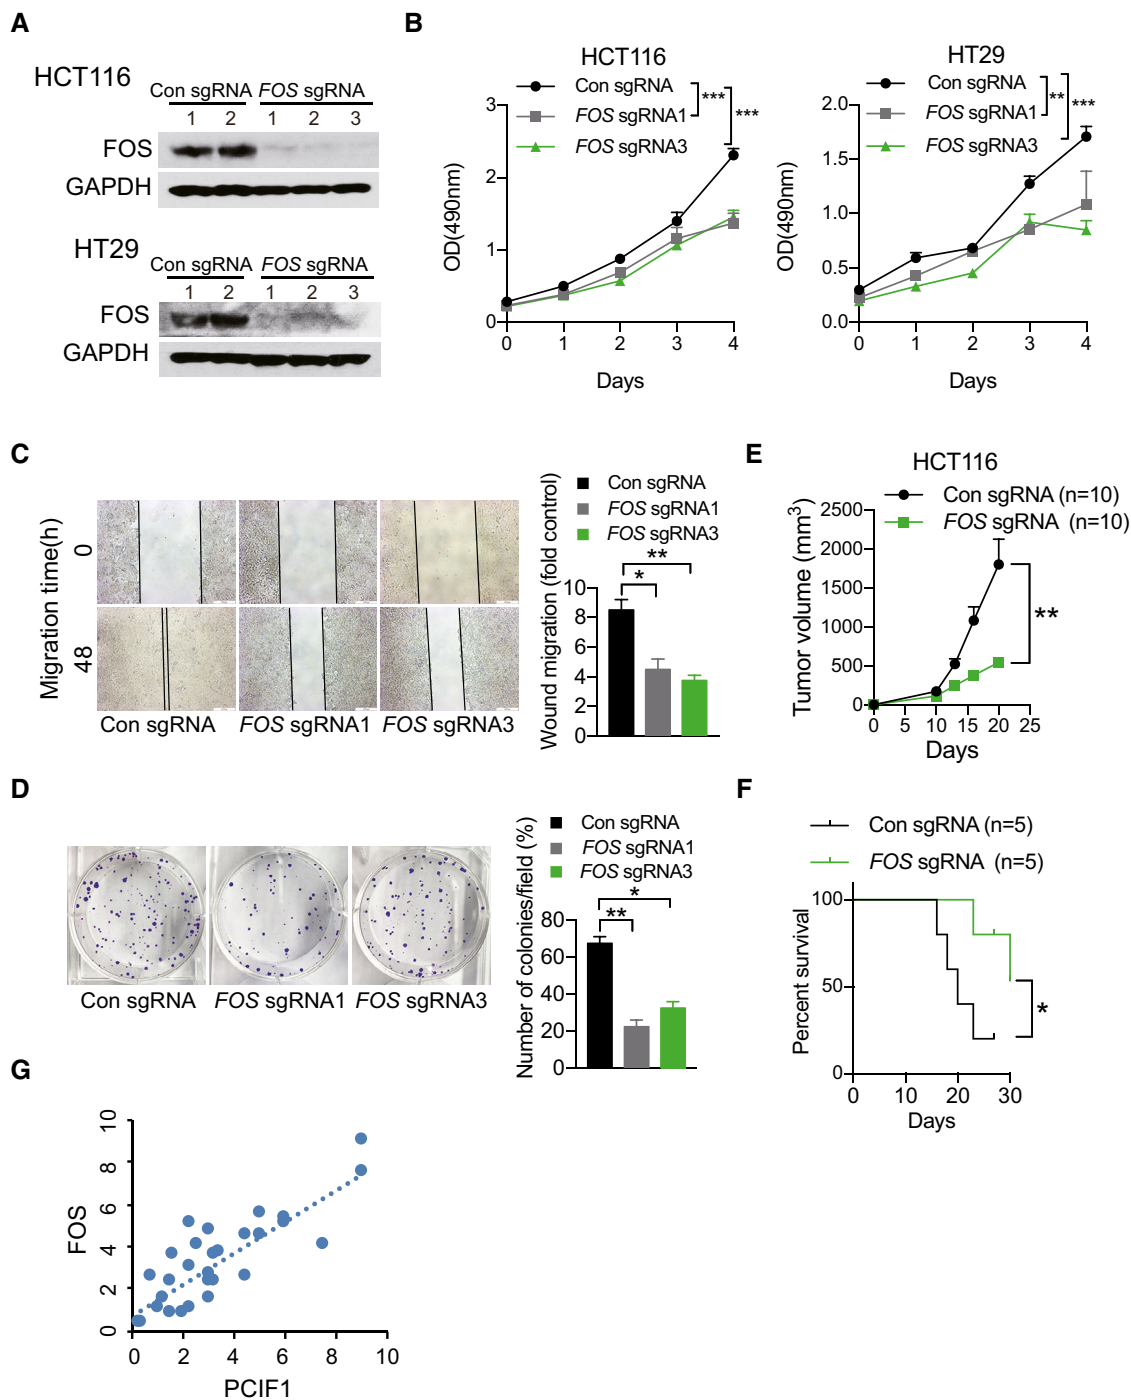 A
HCT116
Con sgRNA FOS sgRNA
1 2 1 2 3
FOS
GAPDH
HT29
Con sgRNA FOS sgRNA
1 2 1 2 3
FOS
GAPDH
B
HCT116
Con sgRNA
FOS sgRNA1
FOS sgRNA3
***
***
OD(490nm)
3
2
1
0
0 1 2 3 4
Days
HT29
Con sgRNA
FOS sgRNA1
FOS sgRNA3
**
***
OD(490nm)
2.0
1.5
1.0
0.5
0.0
0 1 2 3 4
Days
C
Migration time(h)
0
48
Con sgRNA FOS sgRNA1 FOS sgRNA3
Con sgRNA
FOS sgRNA1
FOS sgRNA3
**
*
Wound migration (fold control)
8
6
4
2
0
D
Con sgRNA FOS sgRNA1 FOS sgRNA3
Con sgRNA
FOS sgRNA1
FOS sgRNA3
*
**
Number of colonies/field (%)
80
60
40
20
0
E
HCT116
Con sgRNA (n=10)
FOS sgRNA (n=10)
Tumor volume (mm3)
2500
2000
1500
1000
500
0
**
0 5 10 15 20 25
Days
F
Con sgRNA (n=5)
FOS sgRNA (n=5)
Percent survival
100
50
0
*
0 10 20 30
Days
G
FOS
10
8
6
4
2
0
0 2 4 6 8 10
PCIF1